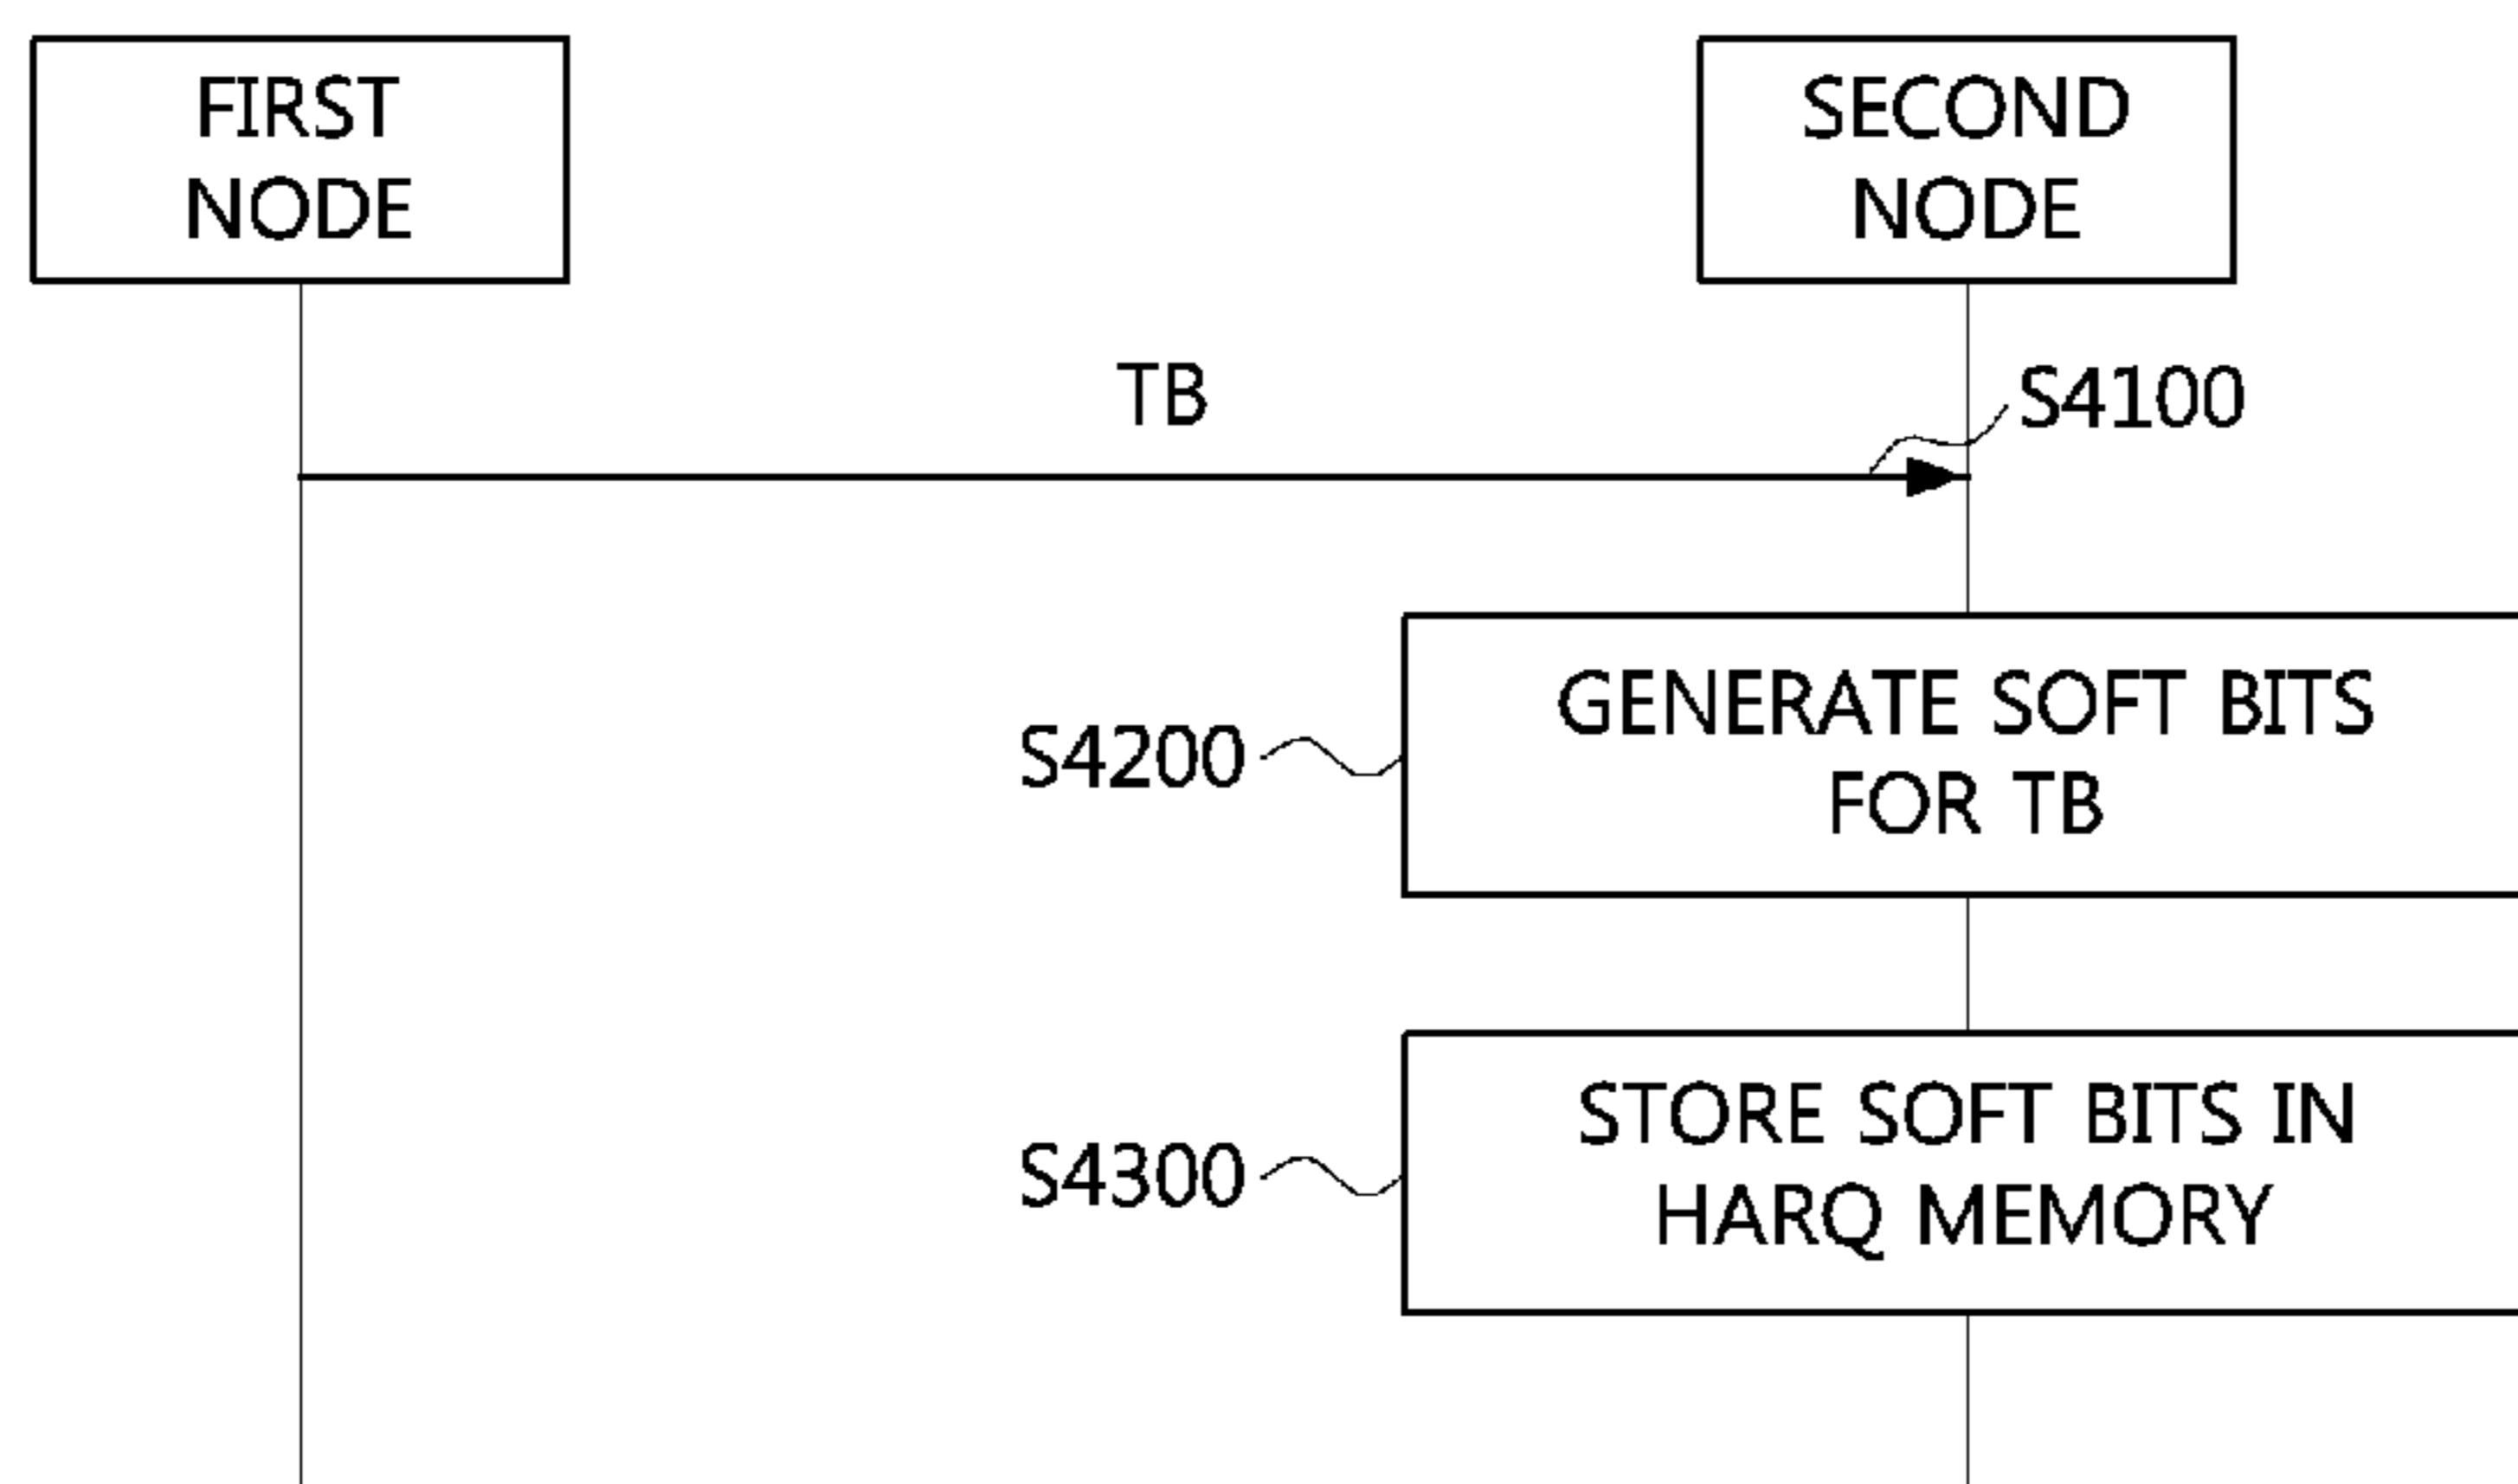 FIRST
NODE
SECOND
NODE
TB
S4100
GENERATE SOFT BITS
FOR TB
S4200
STORE SOFT BITS IN
HARQ MEMORY
S4300